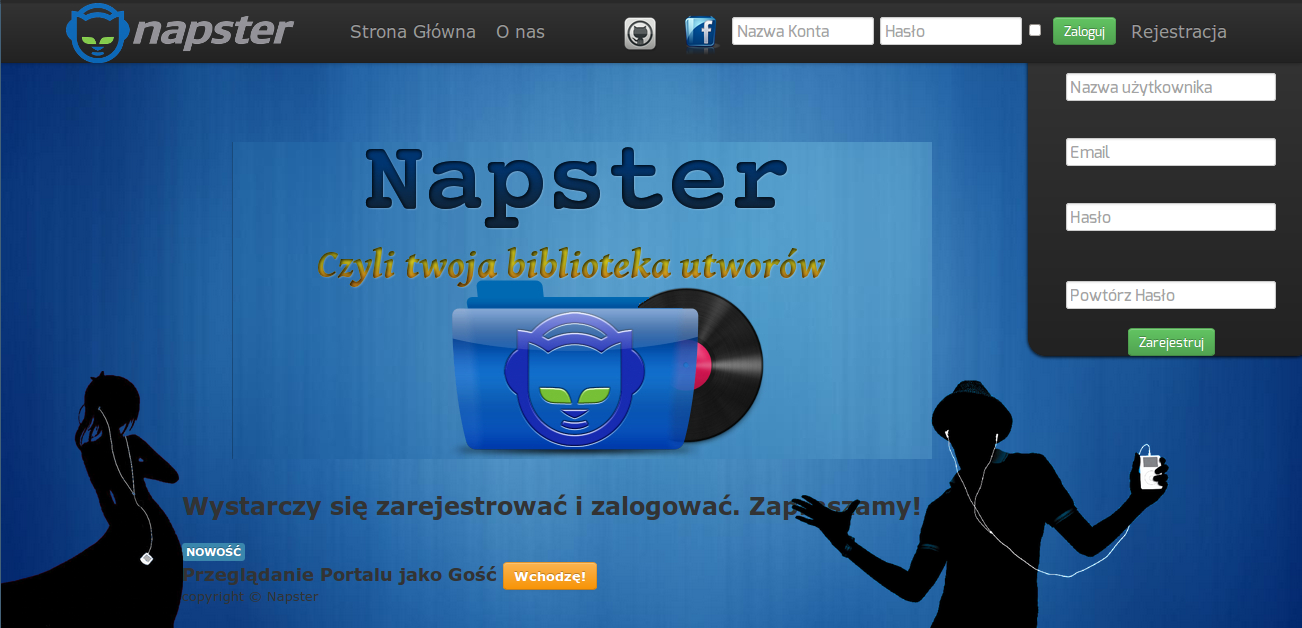 napster
Strona Główna O nas Nazwa Konta Hasło Zaloguj Rejestracja
Nazwa użytkownika
Email
Hasło
Powtórz Hasło
Zarejestruj
Napster
Czyli twoja biblioteka utworów
Wystarczy się zarejestrować i zalogować. Zapraszamy!
NOWOŚĆ
Przeglądanie Portalu jako Gość Wchodzę!
copyright © Napster